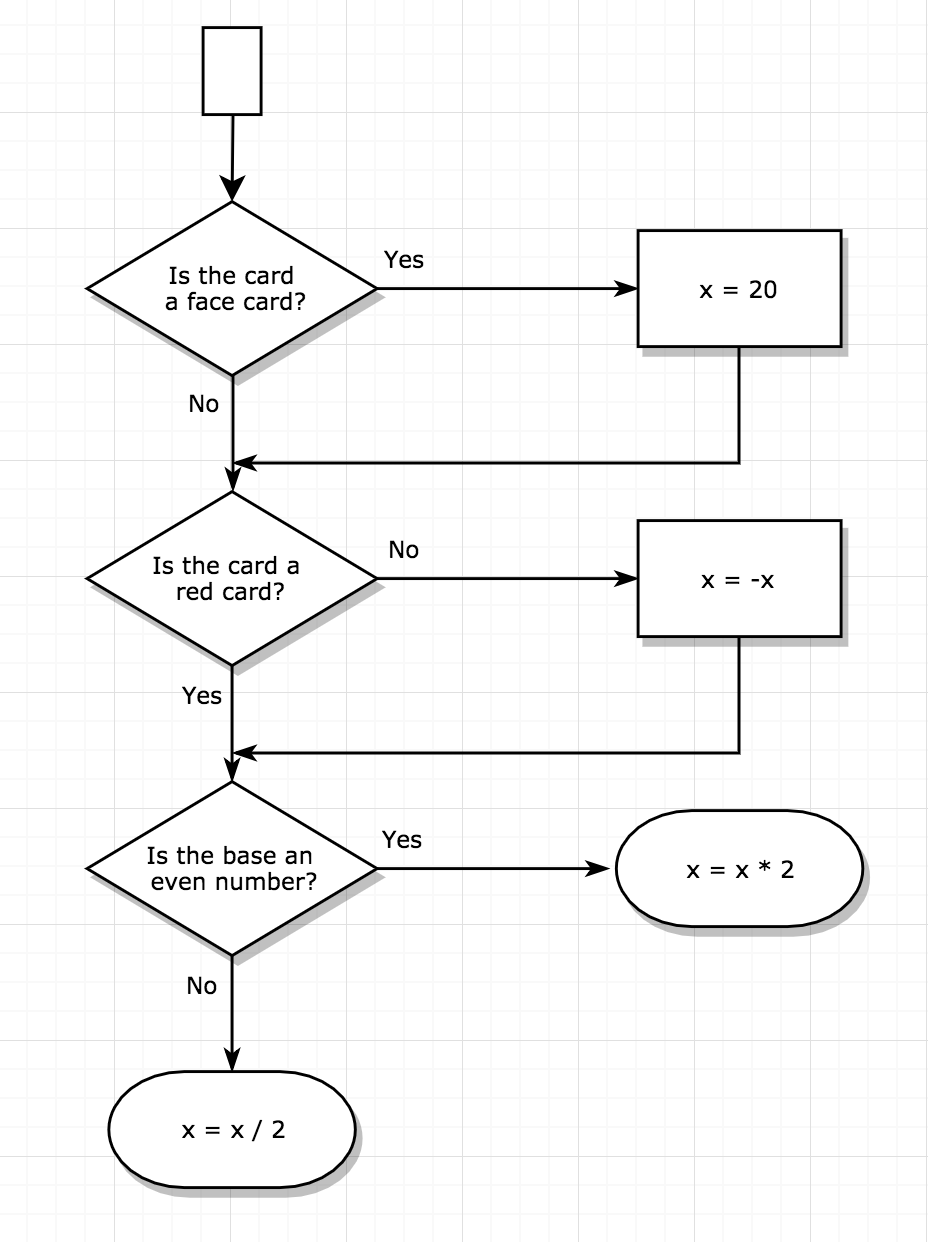 Is the card
a face card?
Yes
x = 20
No
Is the card a
red card?
No
x = -x
Yes
Is the base an
even number?
Yes
x = x * 2
No
x = x / 2